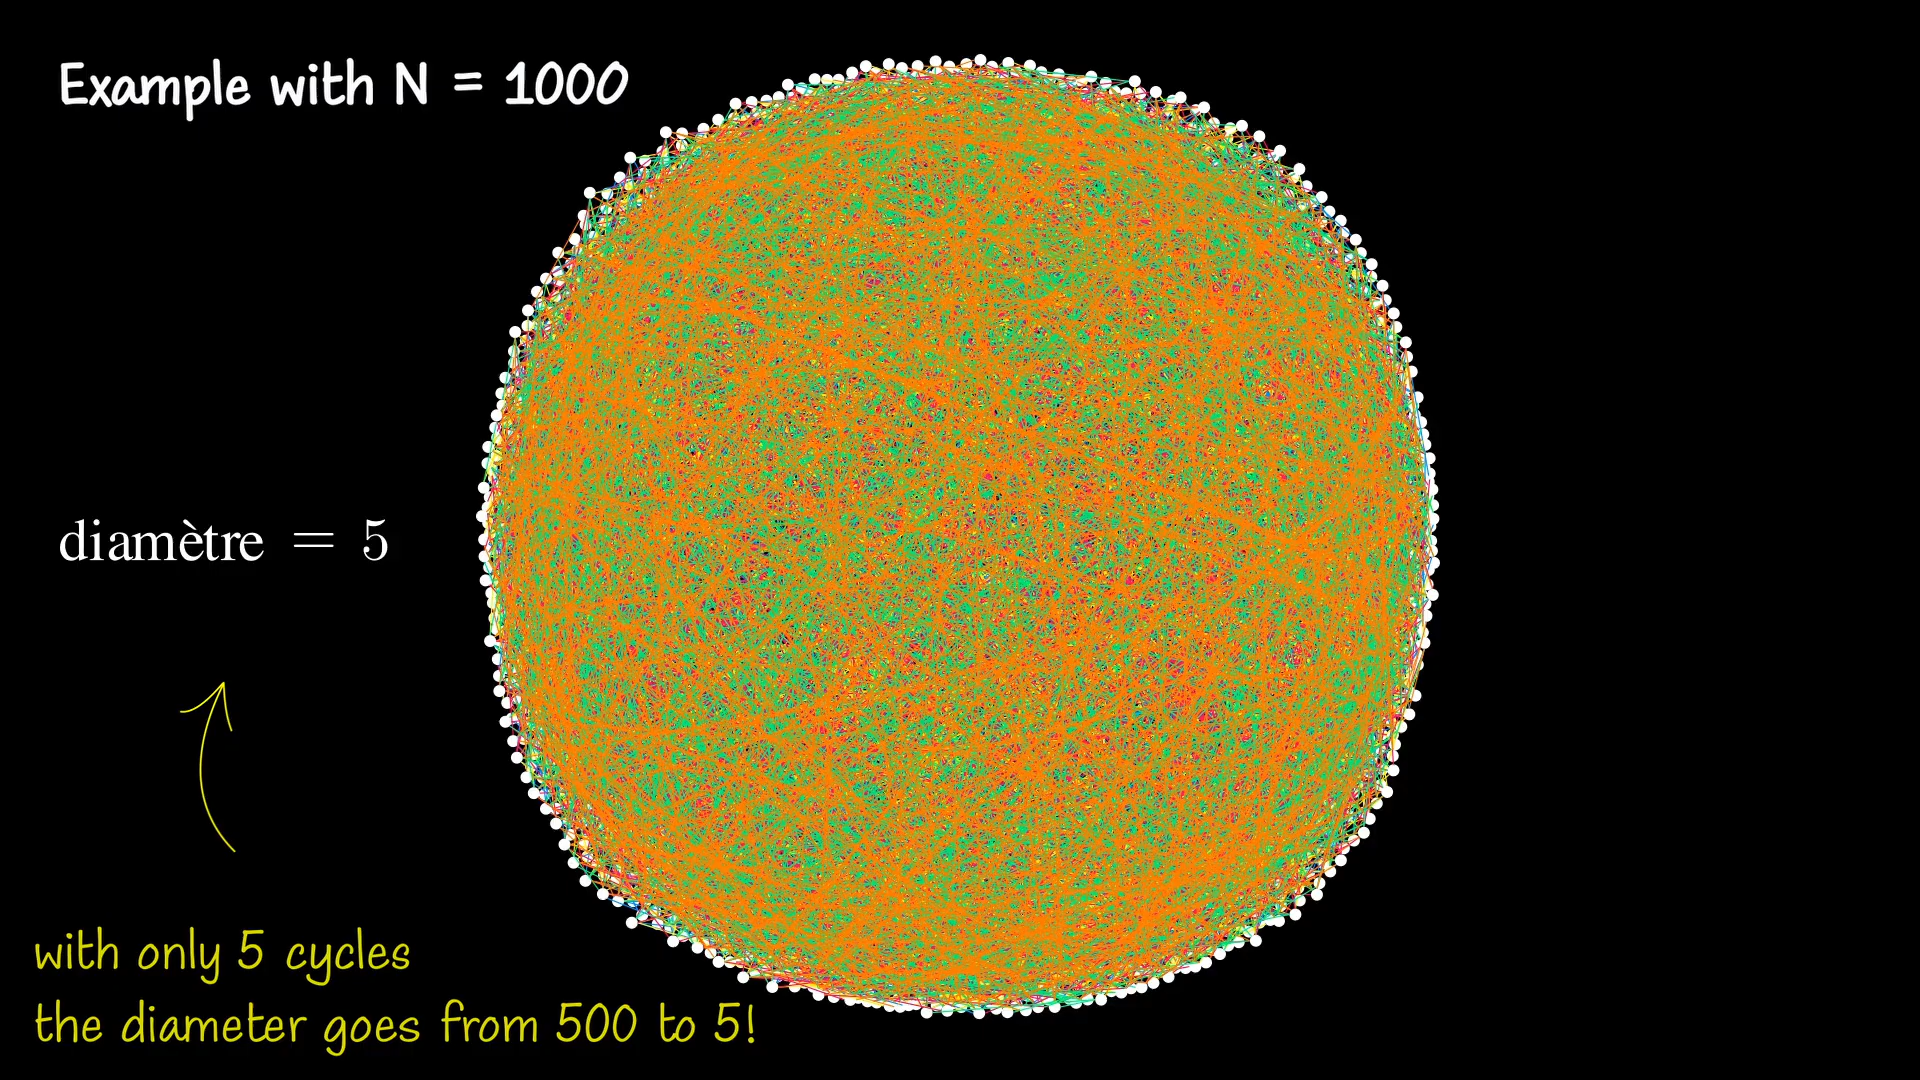 Example with N = 1000
diamètre = 5
with only 5 cycles
the diameter goes from 500 to 5!